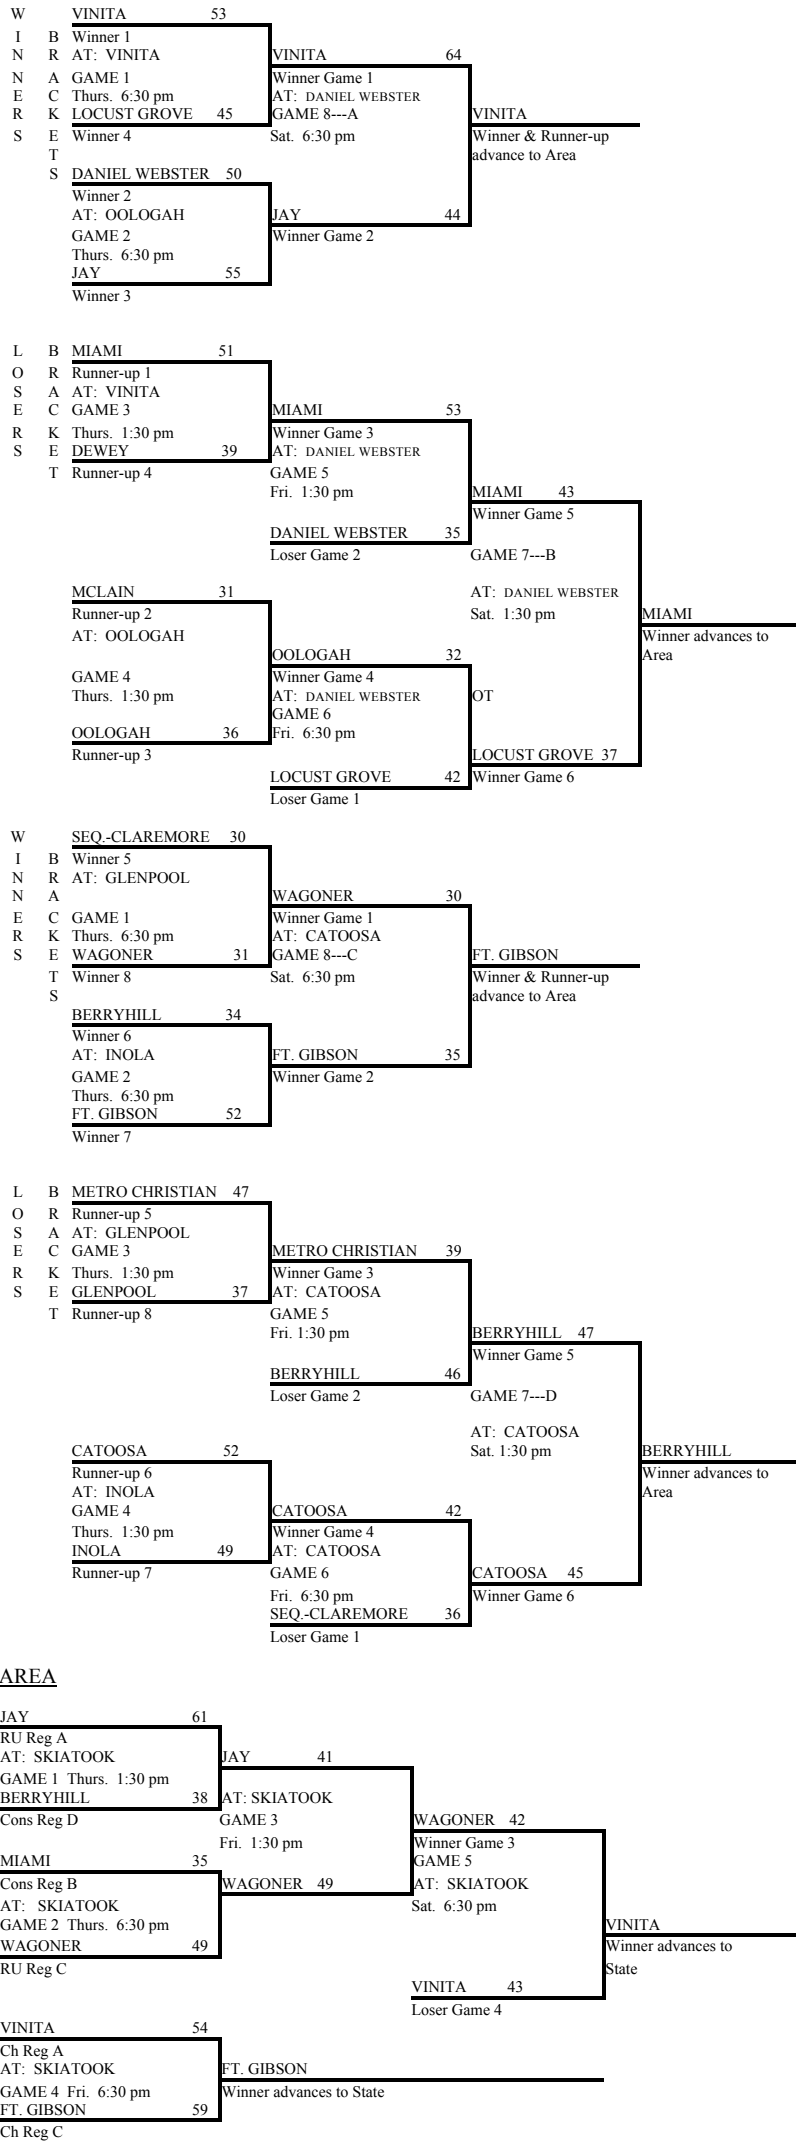 W VINITA 53
I B Winner 1
N R AT: VINITA VINITA 64
N A GAME 1 Winner Game 1
E C Thurs. 6:30 pm AT: DANIEL WEBSTER
R K LOCUST GROVE 45 GAME 8---A VINITA
S E Winner 4 Sat. 6:30 pm Winner & Runner-up
T advance to Area
S DANIEL WEBSTER 50
Winner 2
AT: OOLOGAH JAY 44
GAME 2 Winner Game 2
Thurs. 6:30 pm
JAY 55
Winner 3
L B MIAMI 51
O R Runner-up 1
S A AT: VINITA
E C GAME 3 MIAMI 53
R K Thurs. 1:30 pm Winner Game 3
S E DEWEY 39 AT: DANIEL WEBSTER
T Runner-up 4 GAME 5
Fri. 1:30 pm MIAMI 43
Winner Game 5
DANIEL WEBSTER 35
Loser Game 2 GAME 7---B
MCLAIN 31 AT: DANIEL WEBSTER
Runner-up 2 Sat. 1:30 pm MIAMI
AT: OOLOGAH Winner advances to
OOLOGAH 32 Area
GAME 4 Winner Game 4
Thurs. 1:30 pm AT: DANIEL WEBSTER OT
GAME 6
OOLOGAH 36 Fri. 6:30 pm
Runner-up 3 LOCUST GROVE 37
LOCUST GROVE 42 Winner Game 6
Loser Game 1
W SEQ.-CLAREMORE 30
I B Winner 5
N R AT: GLENPOOL
N A WAGONER 30
E C GAME 1 Winner Game 1
R K Thurs. 6:30 pm AT: CATOOSA
S E WAGONER 31 GAME 8---C FT. GIBSON
T Winner 8 Sat. 6:30 pm Winner & Runner-up
S advance to Area
BERRYHILL 34
Winner 6
AT: INOLA FT. GIBSON 35
GAME 2 Winner Game 2
Thurs. 6:30 pm
FT. GIBSON 52
Winner 7
L B METRO CHRISTIAN 47
O R Runner-up 5
S A AT: GLENPOOL
E C GAME 3 METRO CHRISTIAN 39
R K Thurs. 1:30 pm Winner Game 3
S E GLENPOOL 37 AT: CATOOSA
T Runner-up 8 GAME 5
Fri. 1:30 pm BERRYHILL 47
Winner Game 5
BERRYHILL 46
Loser Game 2 GAME 7---D
AT: CATOOSA
CATOOSA 52 Sat. 1:30 pm BERRYHILL
Runner-up 6 Winner advances to
AT: INOLA Area
GAME 4 CATOOSA 42
Thurs. 1:30 pm Winner Game 4
INOLA 49 AT: CATOOSA
Runner-up 7 GAME 6 CATOOSA 45
Fri. 6:30 pm Winner Game 6
SEQ.-CLAREMORE 36
Loser Game 1
AREA
JAY 61
RU Reg A
AT: SKIATOOK JAY 41
GAME 1 Thurs. 1:30 pm
BERRYHILL 38 AT: SKIATOOK
Cons Reg D GAME 3 WAGONER 42
Fri. 1:30 pm Winner Game 3
MIAMI 35 GAME 5
Cons Reg B WAGONER 49 AT: SKIATOOK
AT: SKIATOOK Sat. 6:30 pm
GAME 2 Thurs. 6:30 pm VINITA
WAGONER 49 Winner advances to
RU Reg C State
VINITA 43
Loser Game 4
VINITA 54
Ch Reg A
AT: SKIATOOK FT. GIBSON
GAME 4 Fri. 6:30 pm Winner advances to State
FT. GIBSON 59
Ch Reg C